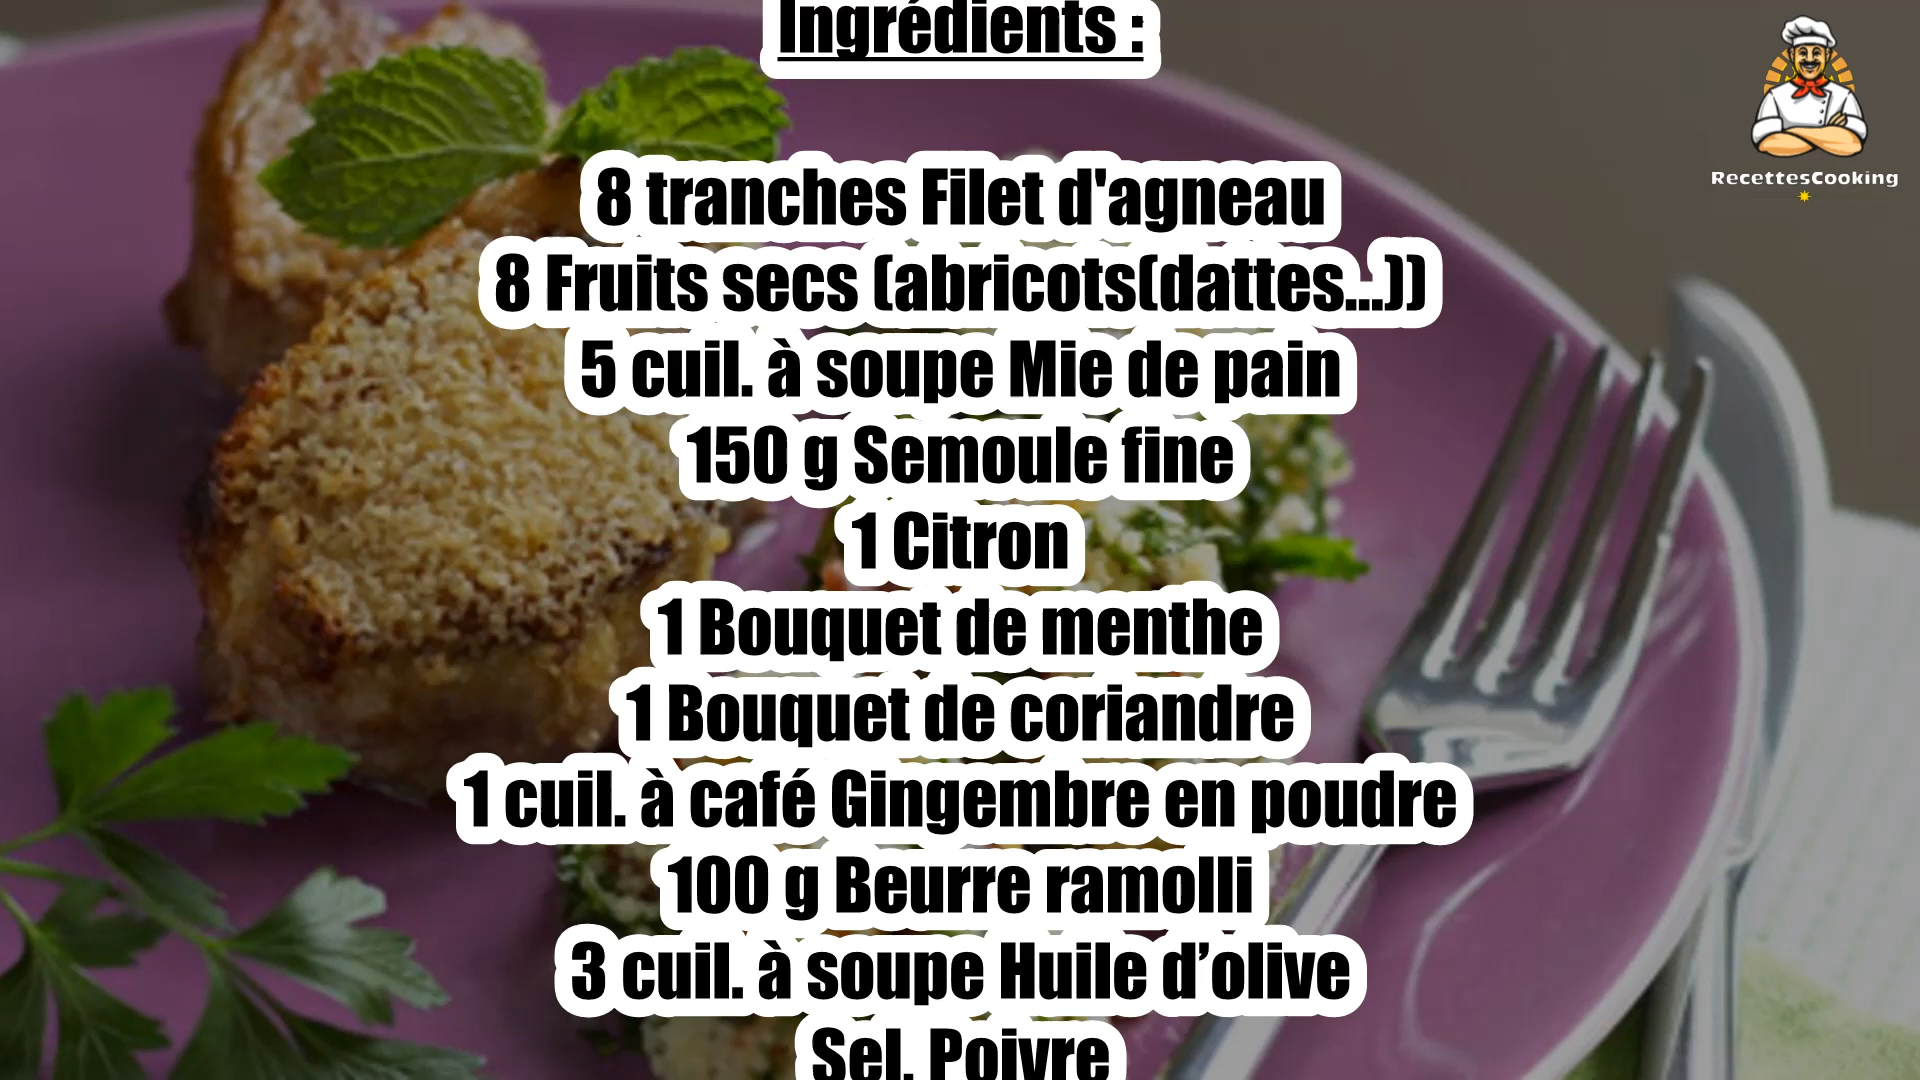 Ingrédients :
RecettesCooking
8 tranches Filet d'agneau
8 Fruits secs (abricots(dattes...))
5 cuil. à soupe Mie de pain
150 g Semoule fine
1 Citron
1 Bouquet de menthe
1 Bouquet de coriandre
1 cuil. à café Gingembre en poudre
100 g Beurre ramolli
3 cuil. à soupe Huile d’olive
Sel, Poivre